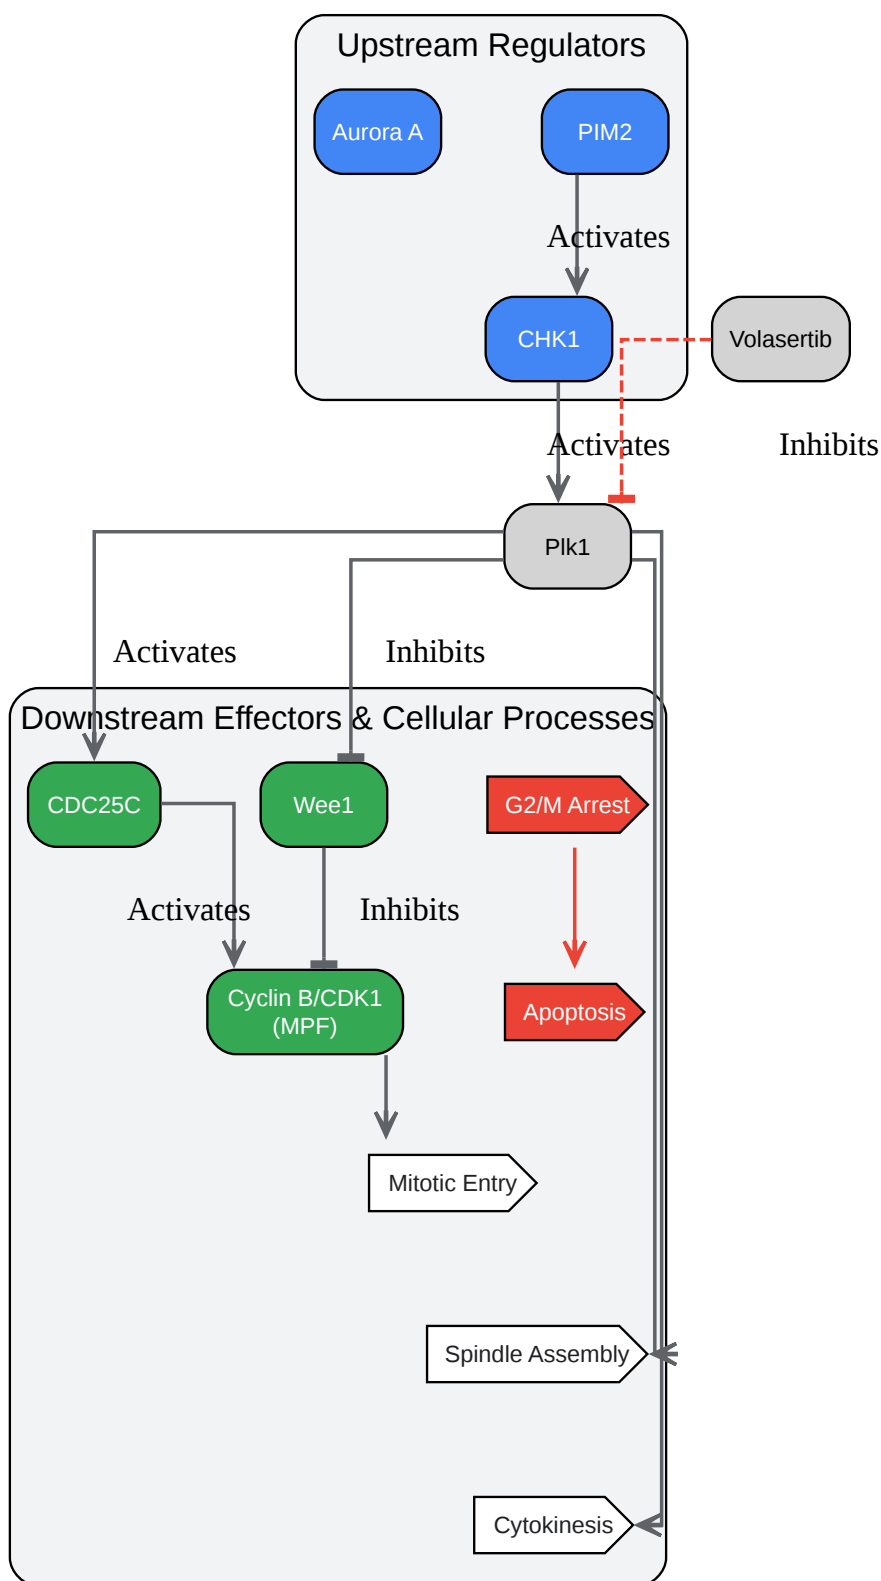 Upstream Regulators
Aurora A
PIM2
Activates
CHK1
Volasertib
Activates
Inhibits
Plk1
Activates
Inhibits
Downstream Effectors & Cellular Processes
CDC25C
Wee1
G2/M Arrest
Activates
Inhibits
Cyclin B/CDK1
(MPF)
Apoptosis
Mitotic Entry
Spindle Assembly
Cytokinesis